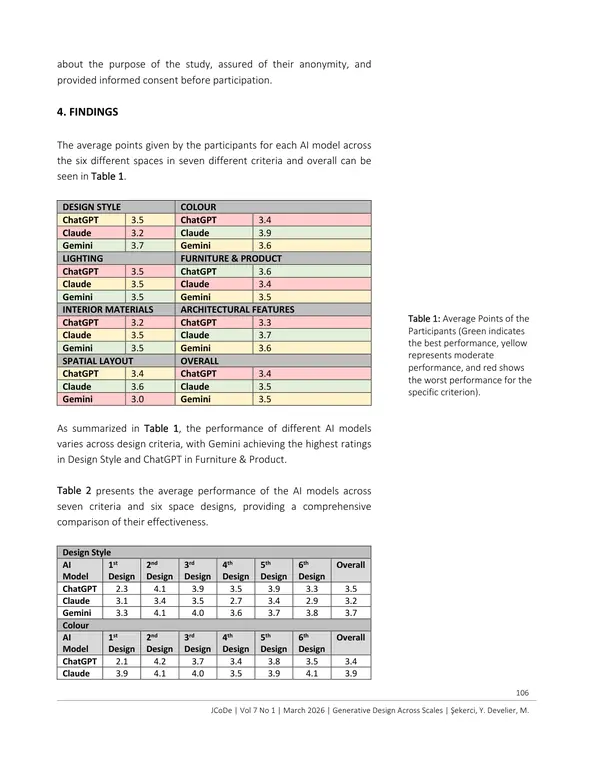 about the purpose of the study, assured of their anonymity, and
provided informed consent before participation.
4. FINDINGS
The average points given by the participants for each AI model across
the six different spaces in seven different criteria and overall can be
seen in Table 1.
DESIGN STYLE COLOUR
ChatGPT 3.5 ChatGPT 3.4
Claude 3.2 Claude 3.9
Gemini 3.7 Gemini 3.6
LIGHTING FURNITURE & PRODUCT
ChatGPT 3.5 ChatGPT 3.6
Claude 3.5 Claude 3.4
Gemini 3.5 Gemini 3.5
INTERIOR MATERIALS ARCHITECTURAL FEATURES
ChatGPT 3.2 ChatGPT 3.3
Claude 3.5 Claude 3.7
Gemini 3.5 Gemini 3.6
SPATIAL LAYOUT OVERALL
ChatGPT 3.4 ChatGPT 3.4
Claude 3.6 Claude 3.5
Gemini 3.0 Gemini 3.5
Table 1: Average Points of the
Participants (Green indicates
the best performance, yellow
represents moderate
performance, and red shows
the worst performance for the
specific criterion).
As summarized in Table 1, the performance of different AI models
varies across design criteria, with Gemini achieving the highest ratings
in Design Style and ChatGPT in Furniture & Product.
Table 2 presents the average performance of the AI models across
seven criteria and six space designs, providing a comprehensive
comparison of their effectiveness.
Design Style
AI Model 1st Design 2nd Design 3rd Design 4th Design 5th Design 6th Design Overall
ChatGPT 2.3 4.1 3.9 3.5 3.9 3.3 3.5
Claude 3.1 3.4 3.5 2.7 3.4 2.9 3.2
Gemini 3.3 4.1 4.0 3.6 3.7 3.8 3.7
Colour
AI Model 1st Design 2nd Design 3rd Design 4th Design 5th Design 6th Design Overall
ChatGPT 2.1 4.2 3.7 3.4 3.8 3.5 3.4
Claude 3.9 4.1 4.0 3.5 3.9 4.1 3.9
106
JCoDe | Vol 7 No 1 | March 2026 | Generative Design Across Scales | Şekerci, Y. Develier, M.